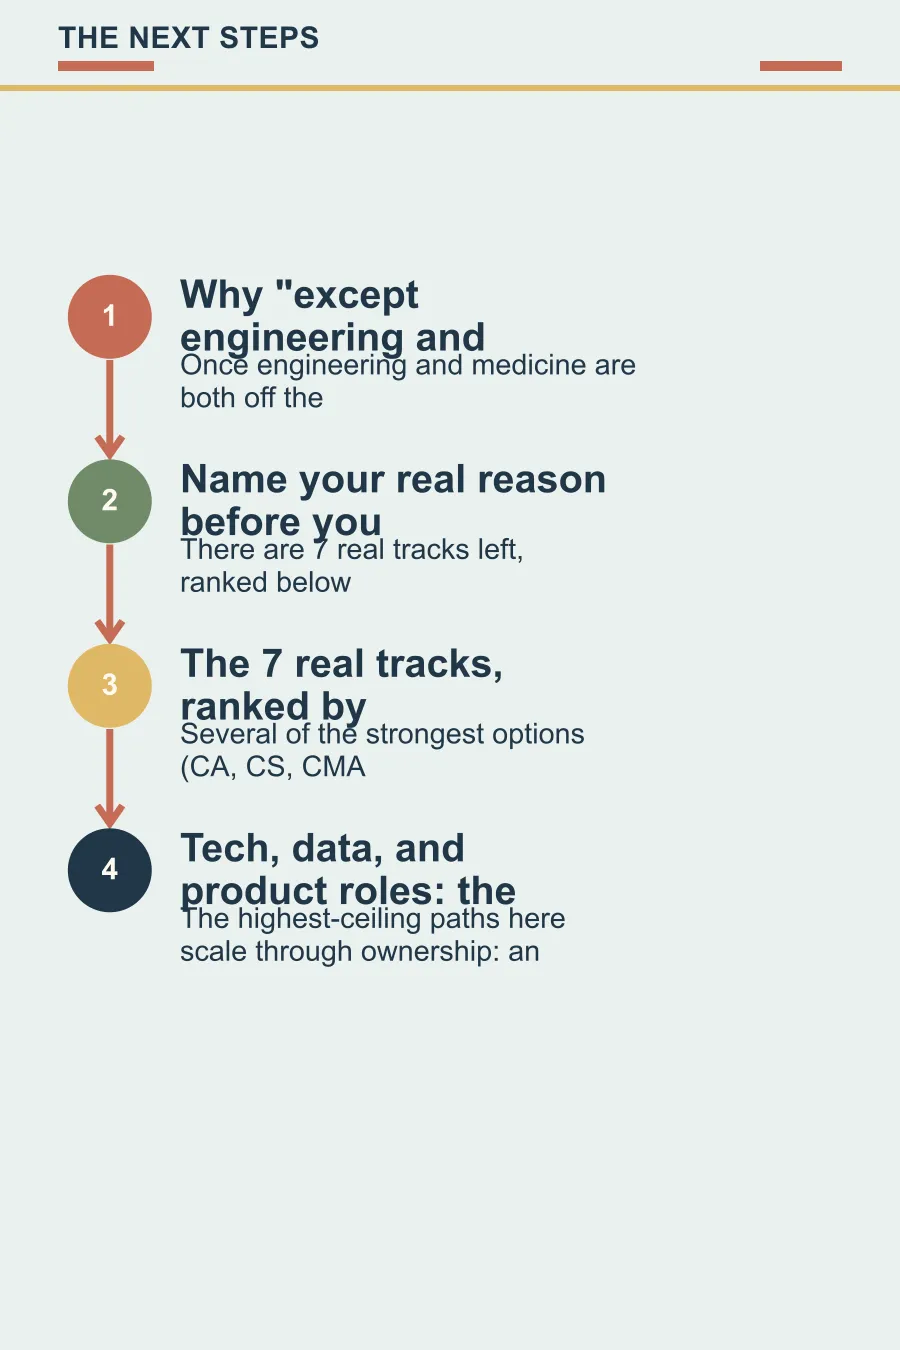 THE NEXT STEPS
1
Why "except
engineering and
Once engineering and medicine are
both off the
2
Name your real reason
before you
There are 7 real tracks left,
ranked below
3
The 7 real tracks,
ranked by
Several of the strongest options
(CA, CS, CMA
4
Tech, data, and
product roles: the
The highest-ceiling paths here
scale through ownership: an